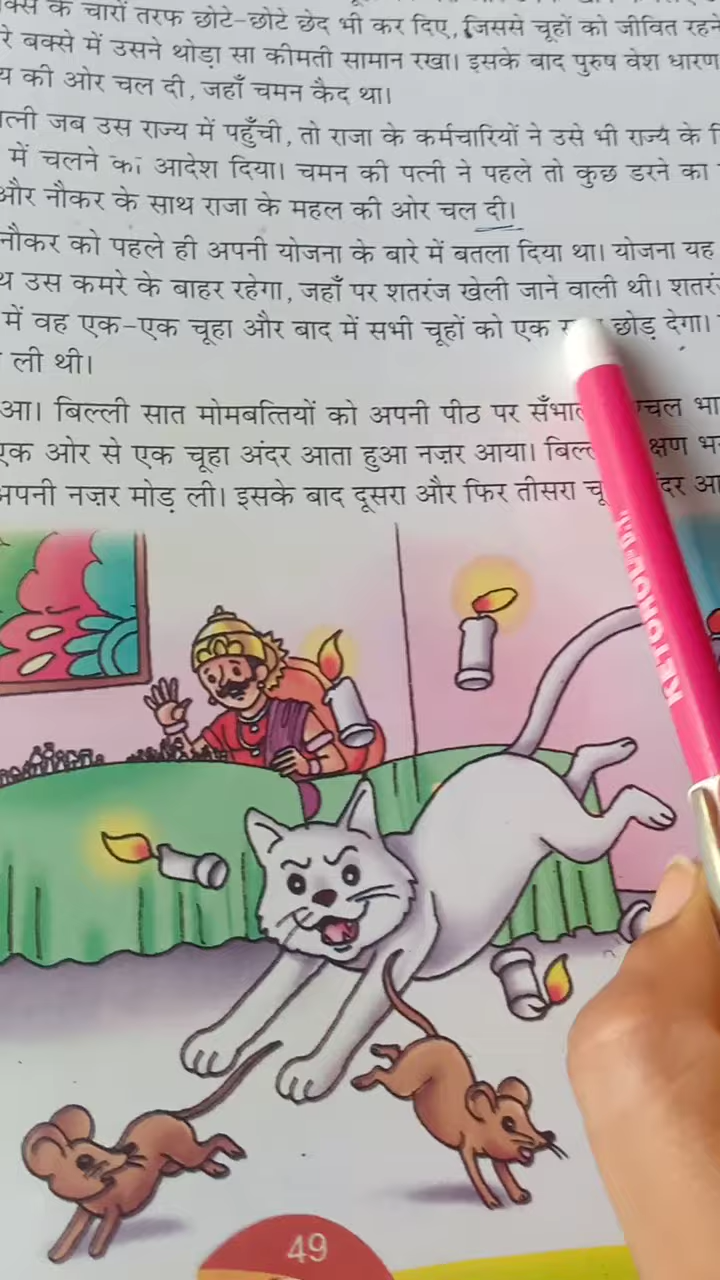 के चारों तरफ छोटे-छोटे छेद भी कर दिए, जिससे चूहों को जीवित रहने
रे बक्से में उसने थोड़ा सा कीमती सामान रखा। इसके बाद पुरुष वेश धारण
य की ओर चल दी, जहाँ चमन कैद था।
त्नी जब उस राज्य में पहुँची, तो राजा के कर्मचारियों ने उसे भी राज्य के
में चलने का आदेश दिया। चमन की पत्नी ने पहले तो कुछ डरने का
और नौकर के साथ राजा के महल की ओर चल दी।
नौकर को पहले ही अपनी योजना के बारे में बतला दिया था। योजना यह
थ उस कमरे के बाहर रहेगा, जहाँ पर शतरंज खेली जाने वाली थी। शतरं
में वह एक-एक चूहा और बाद में सभी चूहों को एक छोड़ देगा।
ली थी।
आ। बिल्ली सात मोमबत्तियों को अपनी पीठ पर
एक ओर से एक चूहा अंदर आता हुआ नज़र आया। क्षण
अपनी नज़र मोड़ ली। इसके बाद दूसरा और फिर तीसरा
KETOROL-DT
49